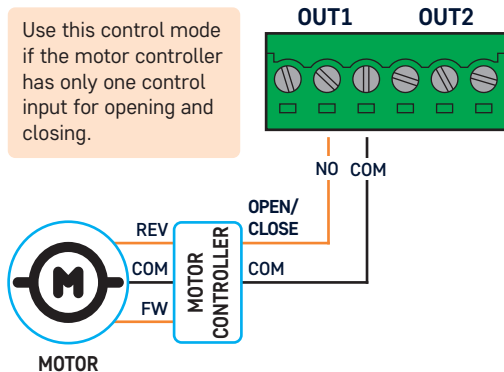 Use this control mode
if the motor controller
has only one control
input for opening and
closing.
OUT1 OUT2
NO COM
OPEN/
CLOSE
REV
COM
FW
MOTOR
CONTROLLER
COM
M
MOTOR